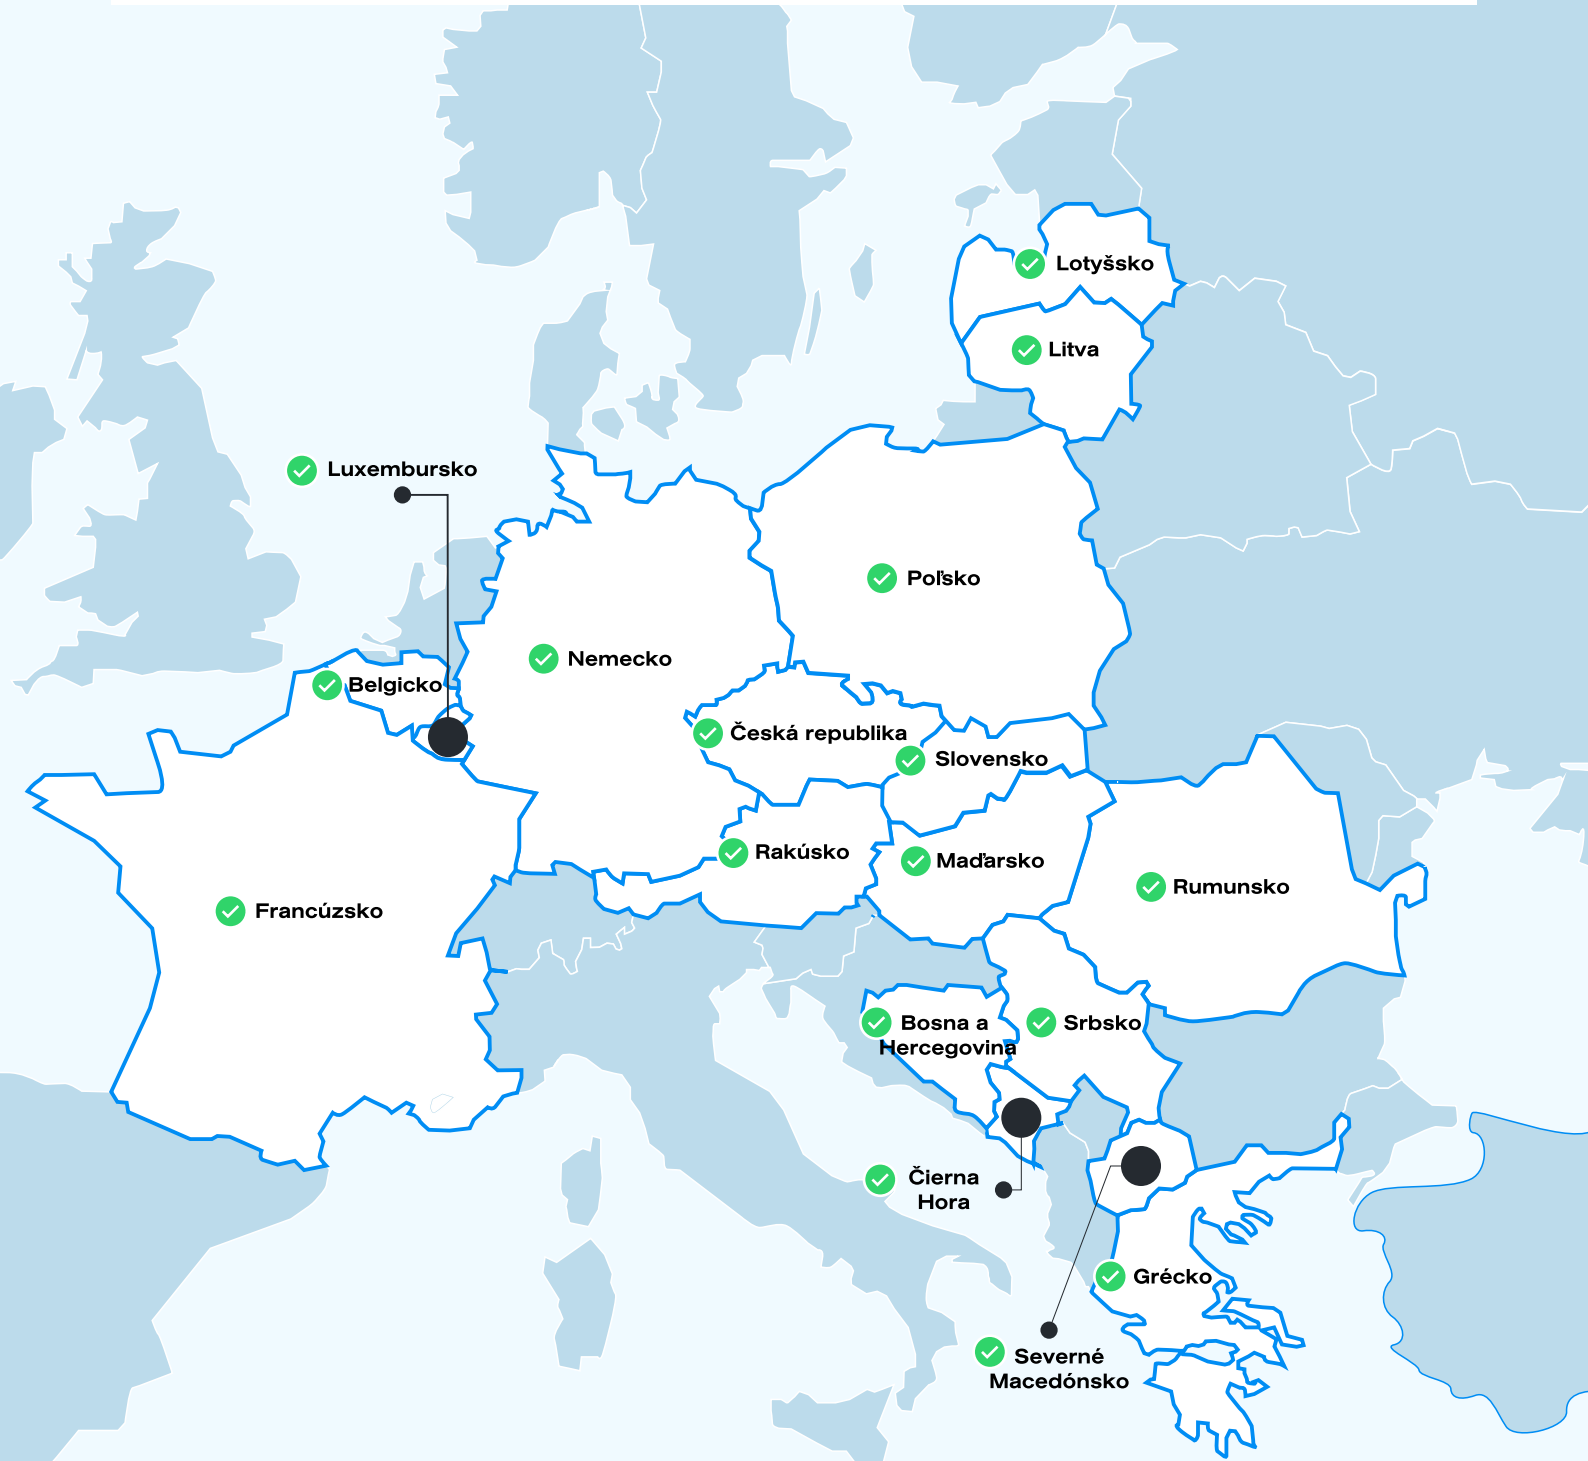 Lotyšsko
Litva
Luxembursko
Poľsko
Nemecko
Belgicko
Česká republika
Slovensko
Rakúsko
Maďarsko
Rumunsko
Francúzsko
Bosna a
Hercegovina
Srbsko
Čierna
Hora
Grécko
Severné
Macedónsko